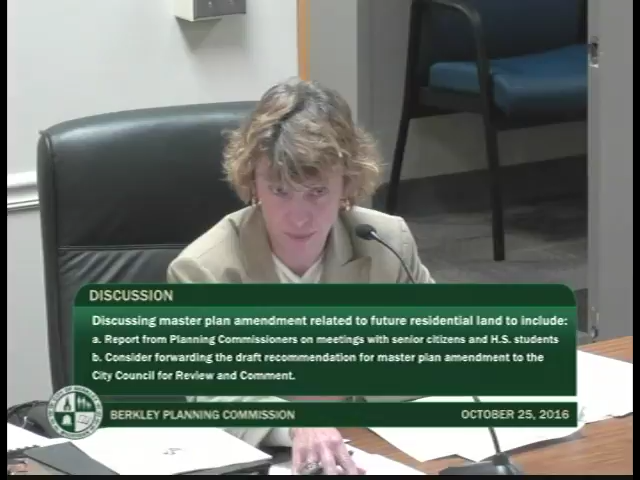 DISCUSSION
Discussing master plan amendment related to future residential land to include:
a. Report from Planning Commissioners on meetings with senior citizens and H.S. students
b. Consider forwarding the draft recommendation for master plan amendment to the
City Council for Review and Comment.
BERKLEY PLANNING COMMISSION
OCTOBER 25, 2016